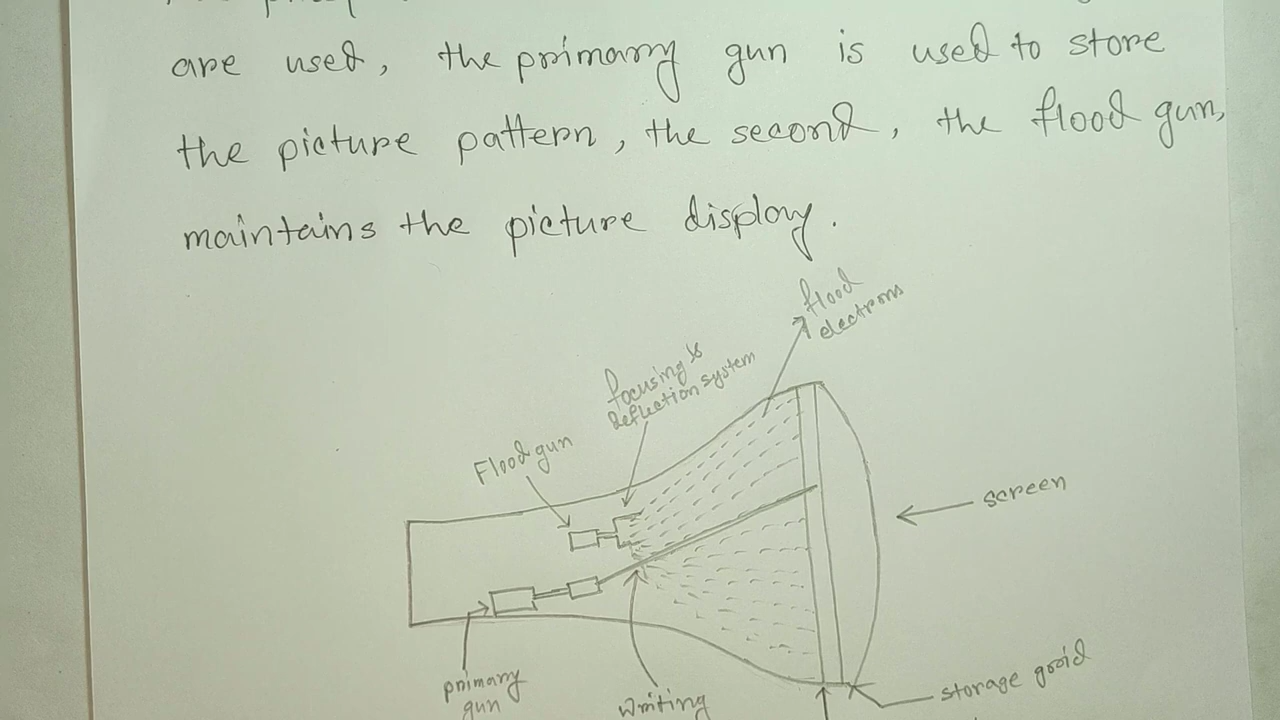 are used, the primary gun is used to store
the picture pattern, the second, the flood gun,
maintains the picture display.
flood
electrons
focusing &
deflection system
Flood gun
screen
storage groid
primary
gun
writing